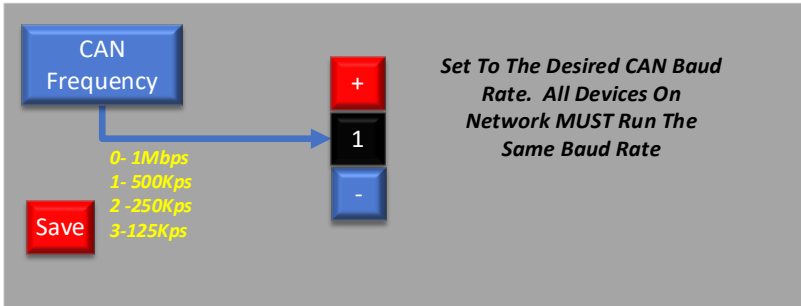 CAN
Frequency
+
1
-
0- 1Mbps
1- 500Kps
2 -250Kps
3-125Kps
Save
Set To The Desired CAN Baud
Rate. All Devices On
Network MUST Run The
Same Baud Rate